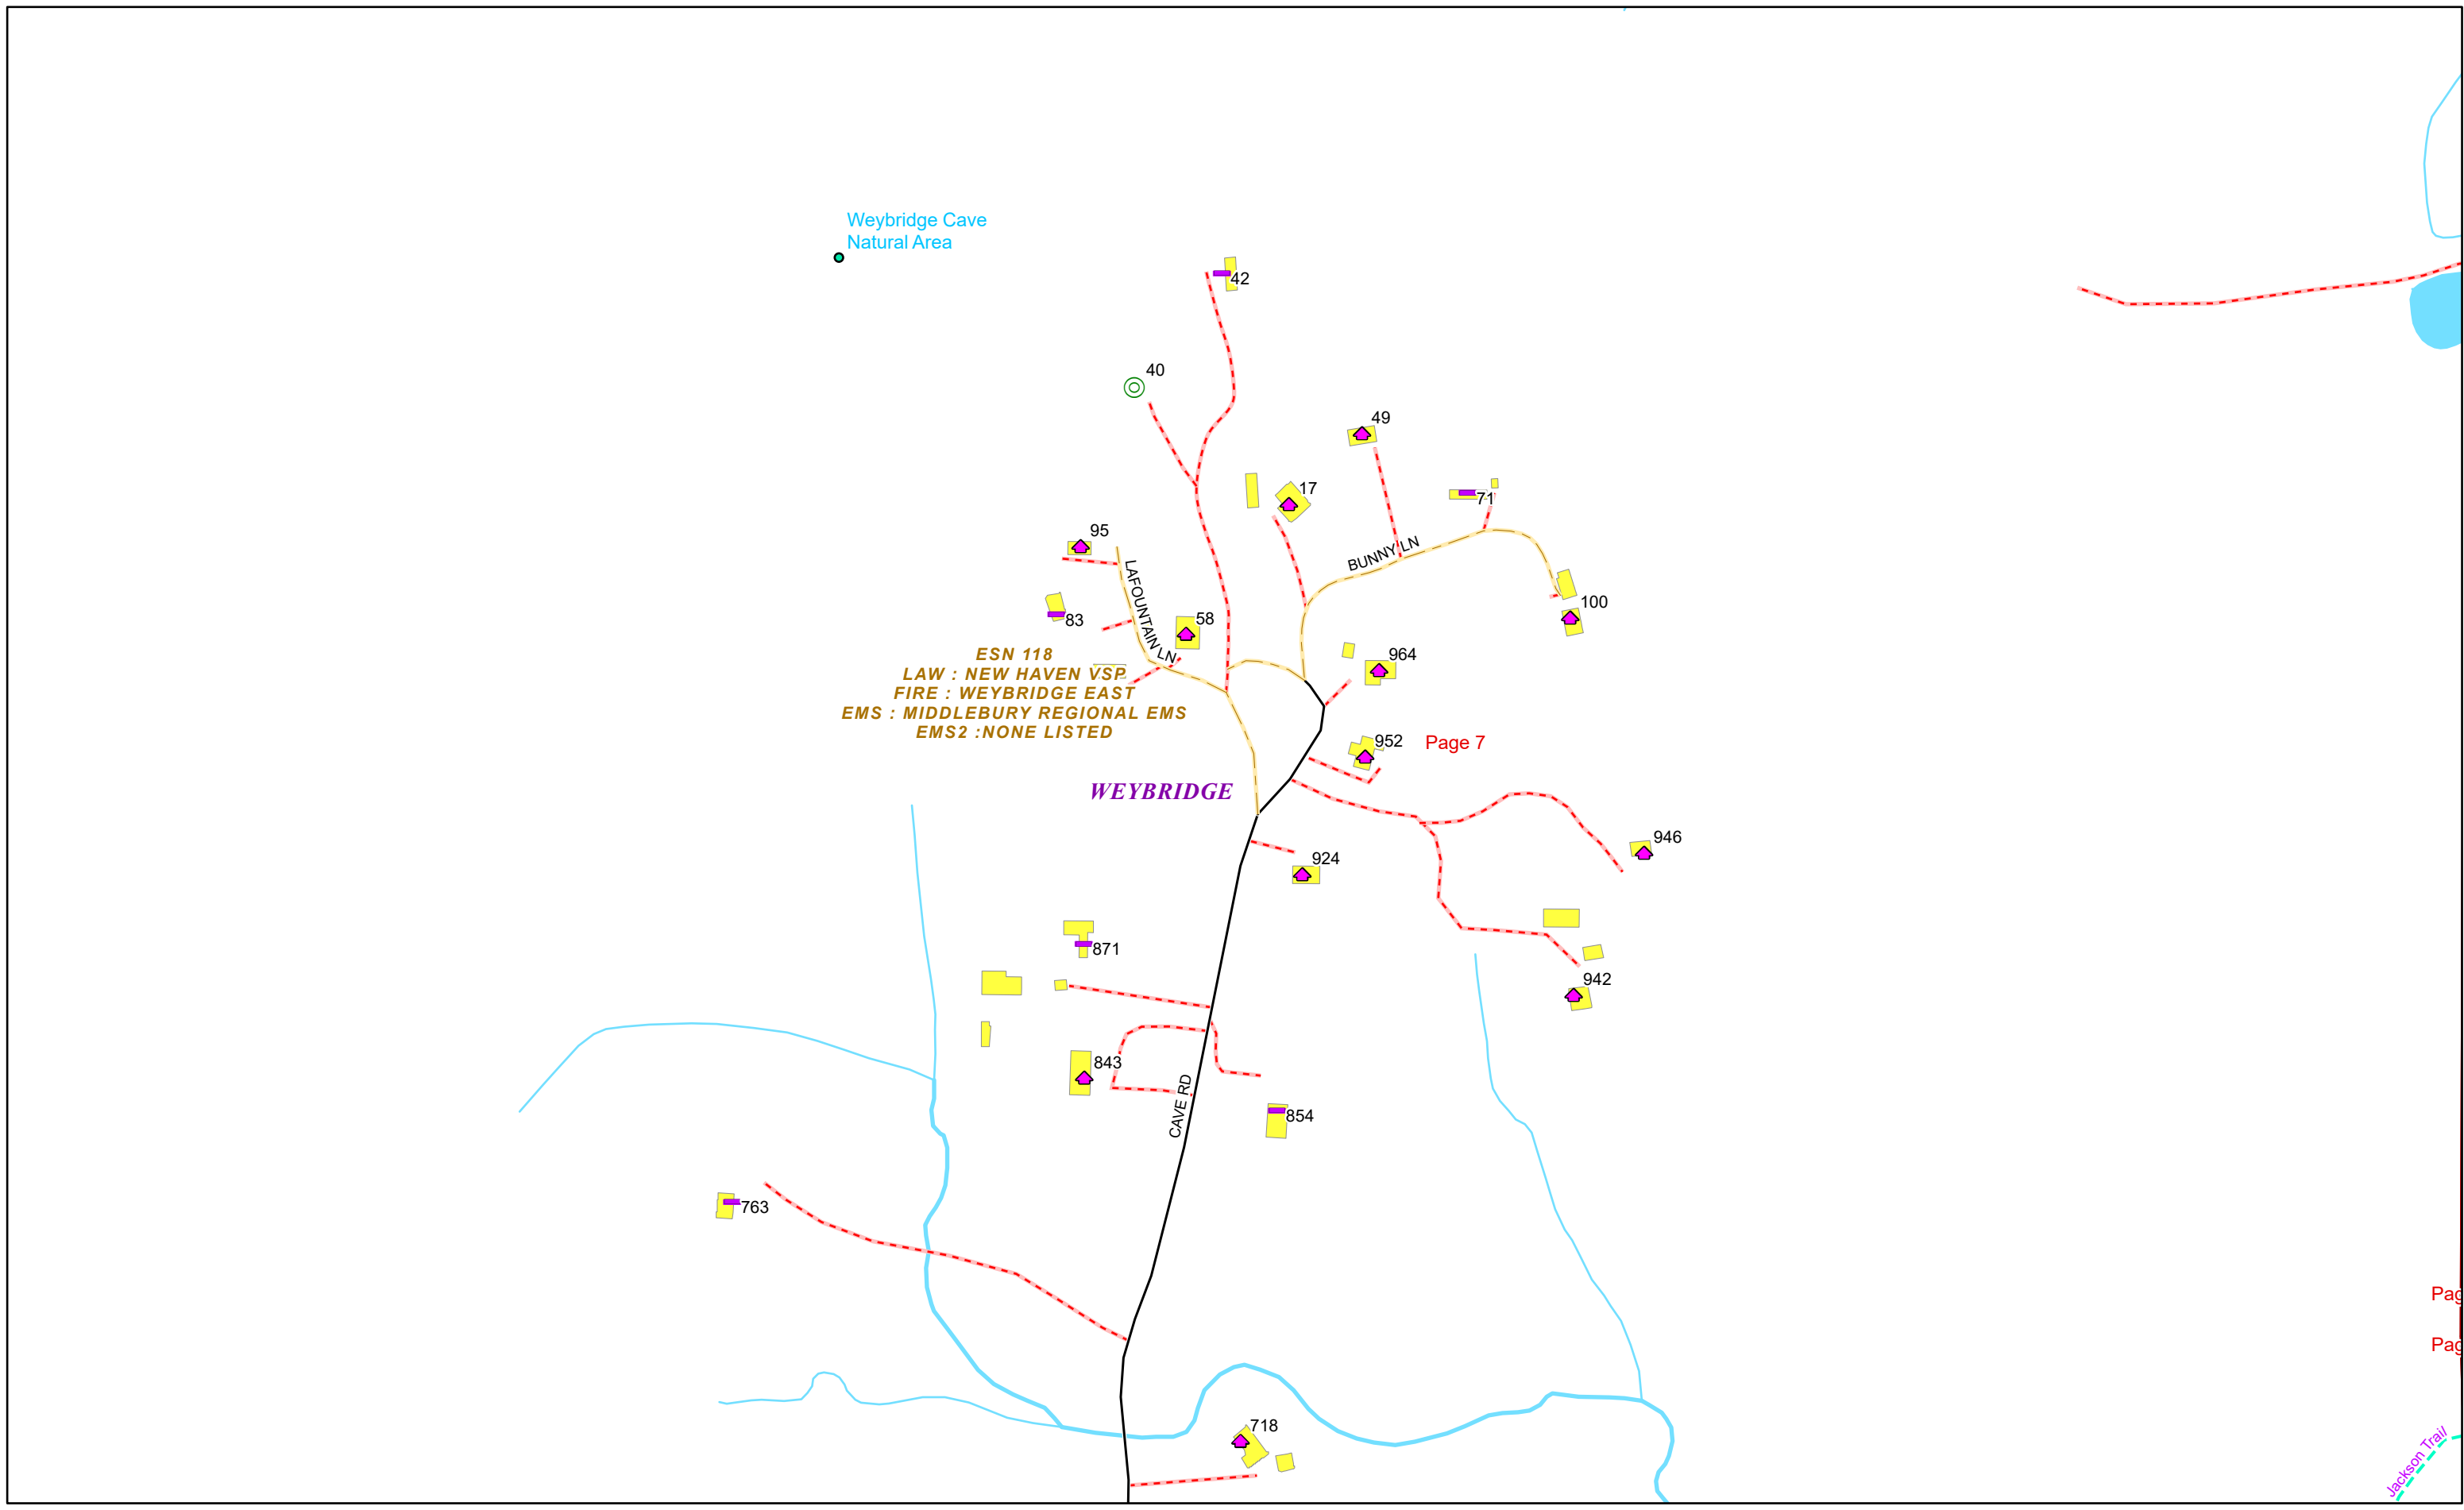 Weybridge Cave
Natural Area
42
40
49
17
71
95
BUNNY LN
LAFOUNTAIN LN
100
83
58
ESN 118
LAW : NEW HAVEN VSP
FIRE : WEYBRIDGE EAST
EMS : MIDDLEBURY REGIONAL EMS
EMS2 :NONE LISTED
964
952
Page 7
WEYBRIDGE
946
924
871
942
843
CAVE RD
854
763
Pag
Pag
718
Jackson Trail